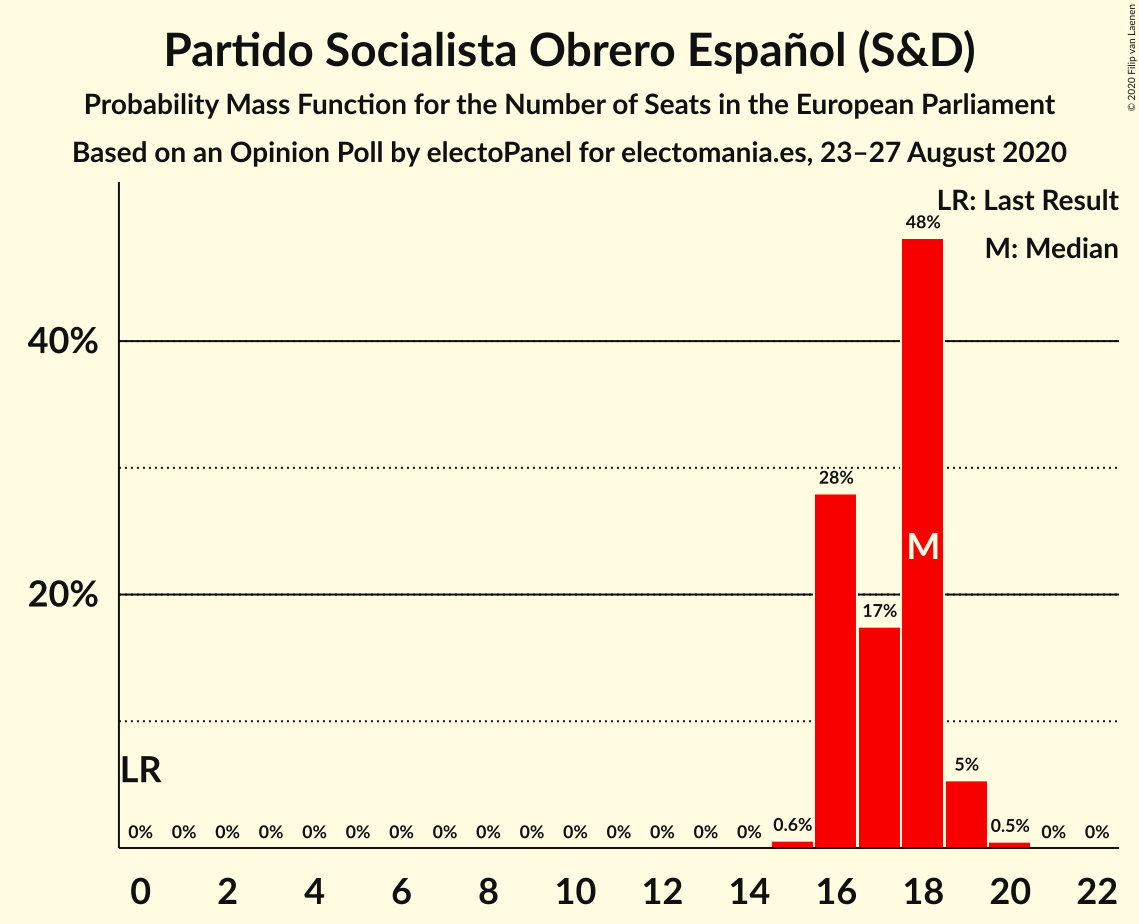 Partido Socialista Obrero Español (S&D)
Probability Mass Function for the Number of Seats in the European Parliament
Based on an Opinion Poll by electoPanel for electomania.es, 23–27 August 2020
© 2020 Filip van Laenen
LR: Last Result
M: Median
48%
40%
28%
M
20%
17%
LR
5%
0% 0% 0% 0% 0% 0% 0% 0% 0% 0% 0% 0% 0% 0% 0% 0.6% 0.5% 0% 0%
0 2 4 6 8 10 12 14 16 18 20 22